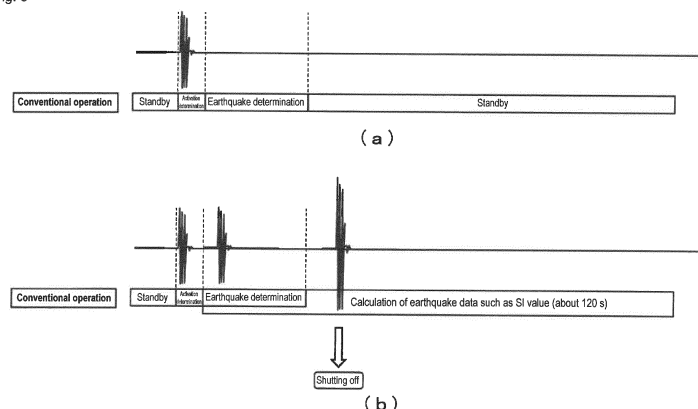 Conventional operation
Standby
Activation determination
Earthquake determination
Standby
( a )
Conventional operation
Standby
Activation determination
Earthquake determination
Calculation of earthquake data such as SI value (about 120 s)
Shutting off
( b )